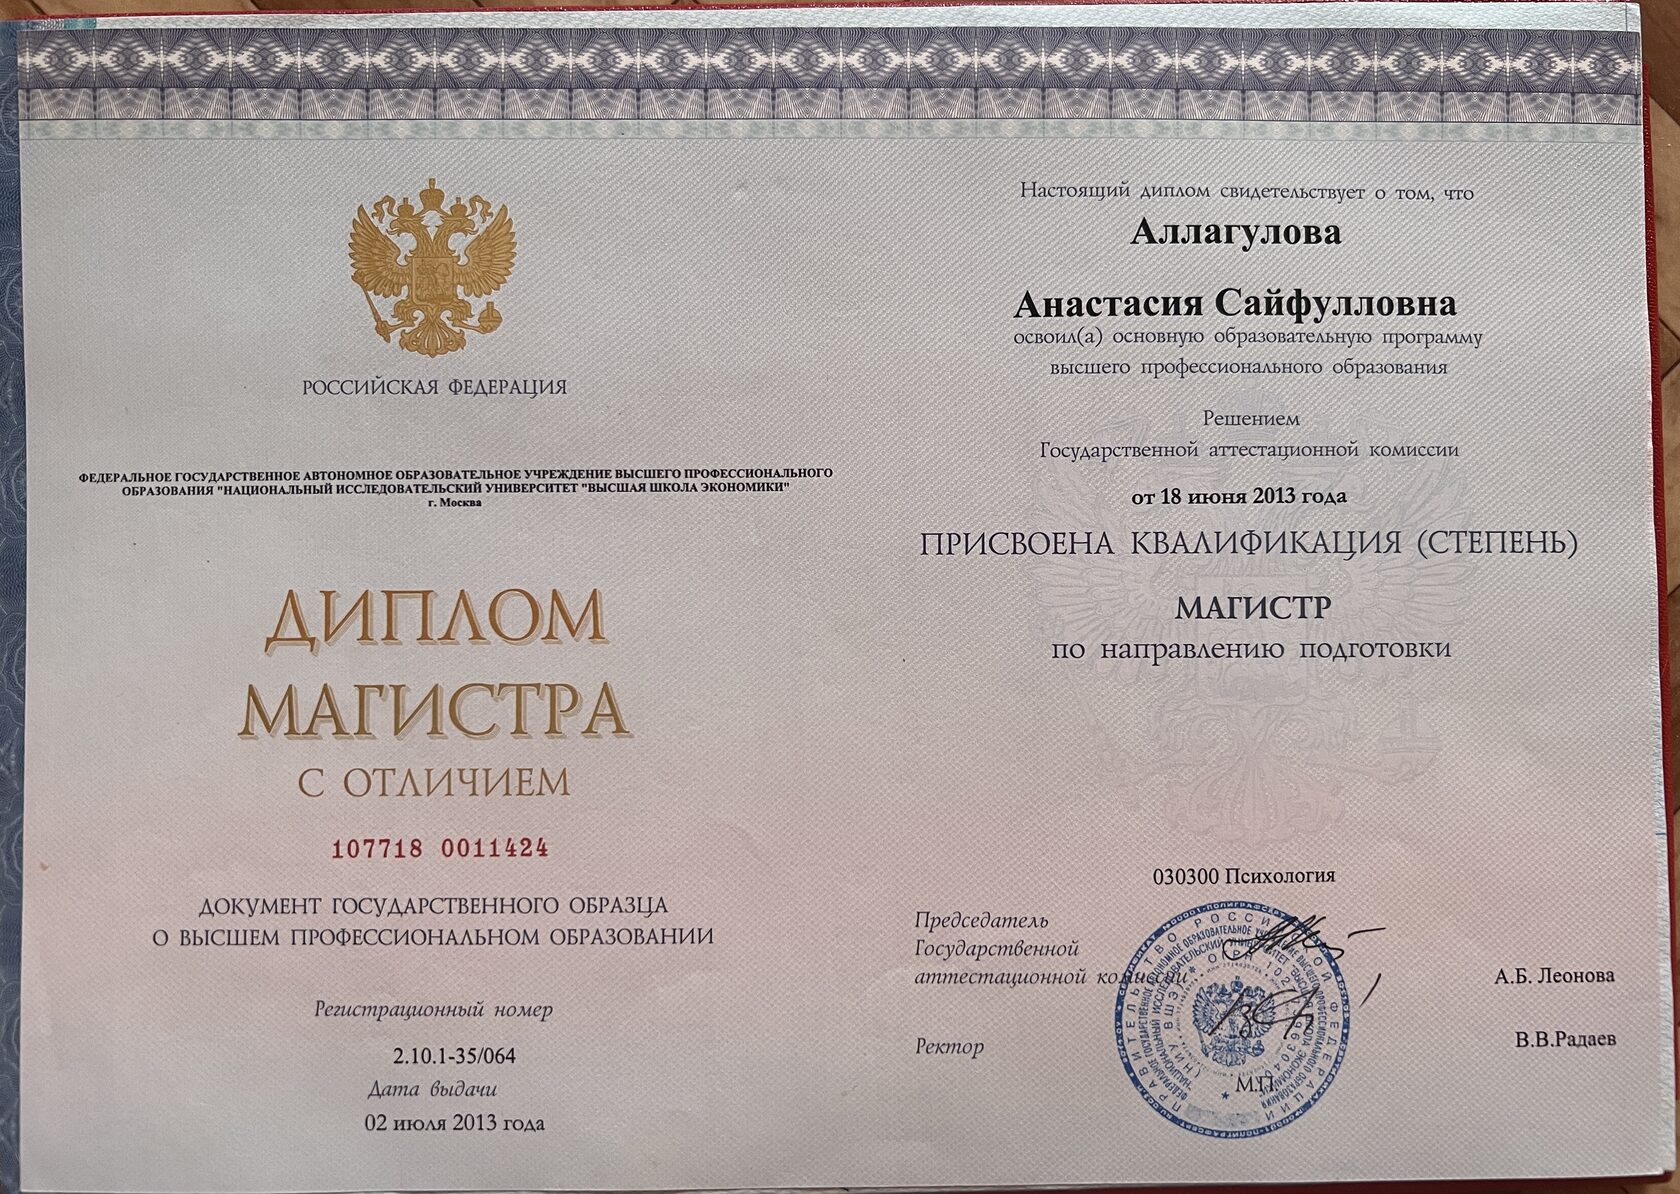 РОССИЙСКАЯ ФЕДЕРАЦИЯ
ФЕДЕРАЛЬНОЕ ГОСУДАРСТВЕННОЕ АВТОНОМНОЕ ОБРАЗОВАТЕЛЬНОЕ УЧРЕЖДЕНИЕ ВЫСШЕГО ПРОФЕССИОНАЛЬНОГО
ОБРАЗОВАНИЯ "НАЦИОНАЛЬНЫЙ ИССЛЕДОВАТЕЛЬСКИЙ УНИВЕРСИТЕТ "ВЫСШАЯ ШКОЛА ЭКОНОМИКИ"
г. Москва
ДИПЛОМ
МАГИСТРА
С ОТЛИЧИЕМ
107718 0011424
ДОКУМЕНТ ГОСУДАРСТВЕННОГО ОБРАЗЦА
О ВЫСШЕМ ПРОФЕССИОНАЛЬНОМ ОБРАЗОВАНИИ
Регистрационный номер
2.10.1-35/064
Дата выдачи
02 июля 2013 года
Настоящий диплом свидетельствует о том, что
Аллагулова
Анастасия Сайфулловна
освоил(а) основную образовательную программу
высшего профессионального образования
Решением
Государственной аттестационной комиссии
от 18 июня 2013 года
ПРИСВОЕНА КВАЛИФИКАЦИЯ (СТЕПЕНЬ)
МАГИСТР
по направлению подготовки
030300 Психология
Председатель
Государственной
аттестационной комиссии
А.Б. Леонова
Ректор
В.В.Радаев
М.П.
ПРАВИТЕЛЬСТВО РОССИЙСКОЙ ФЕДЕРАЦИИ